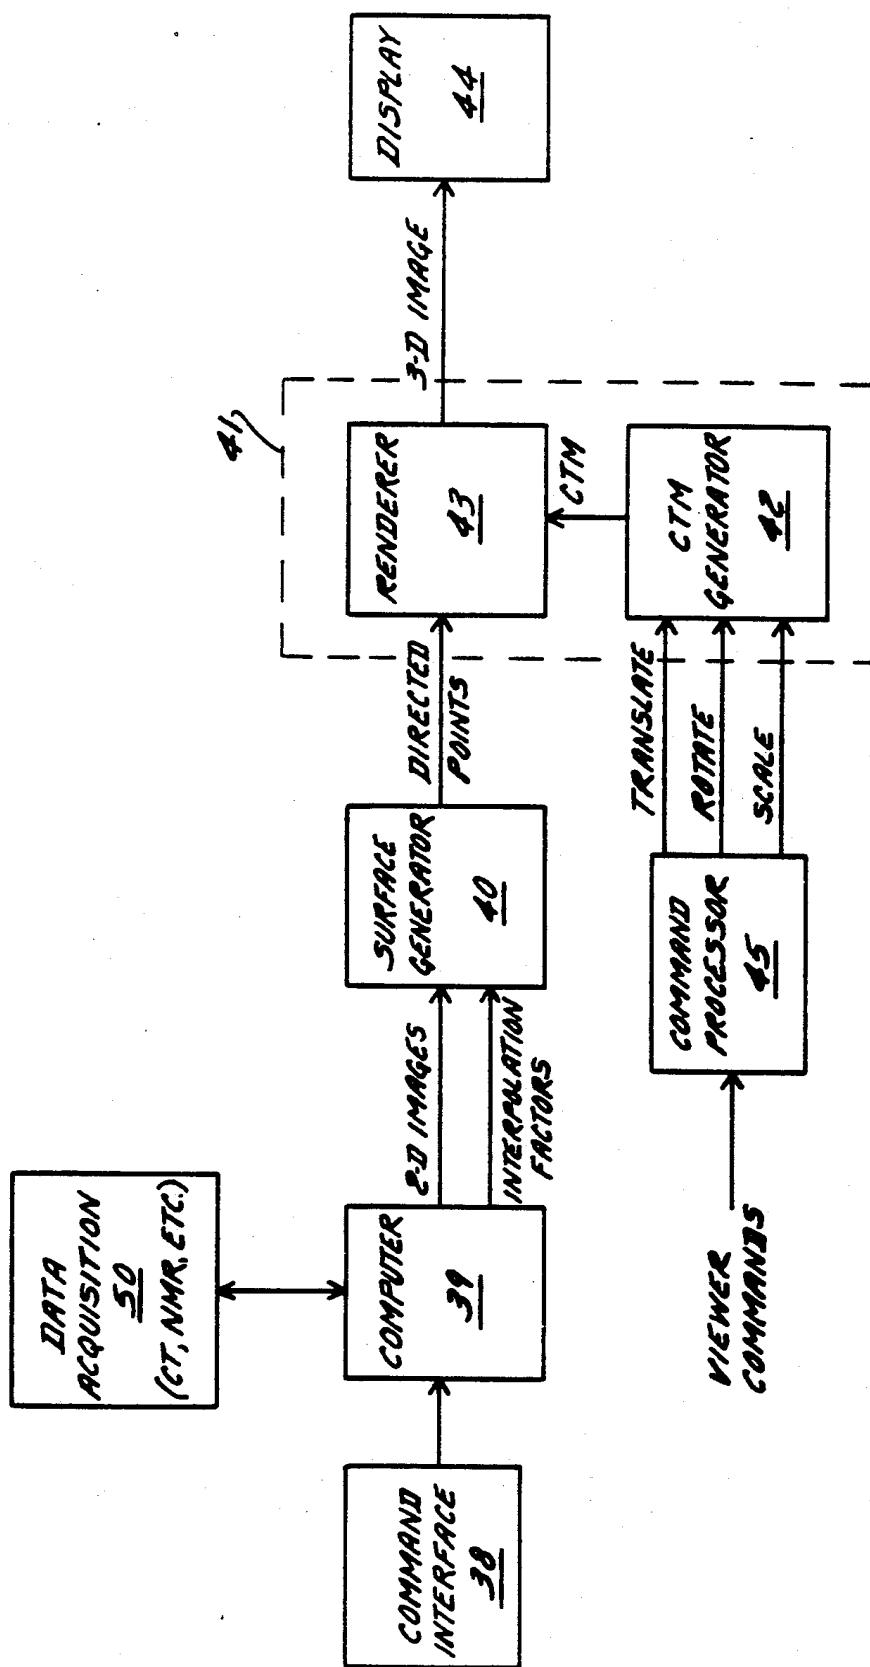 DATA
ACQUISITION
50
(CT, NMR, ETC.)
COMMAND
INTERFACE
38
COMPUTER
39
2-D IMAGES
INTERPOLATION
FACTORS
SURFACE
GENERATOR
40
DIRECTED
POINTS
41
RENDERER
43
3-D IMAGE
DISPLAY
44
VIEWER
COMMANDS
COMMAND
PROCESSOR
45
TRANSLATE
ROTATE
SCALE
CTM
GENERATOR
42
CTM